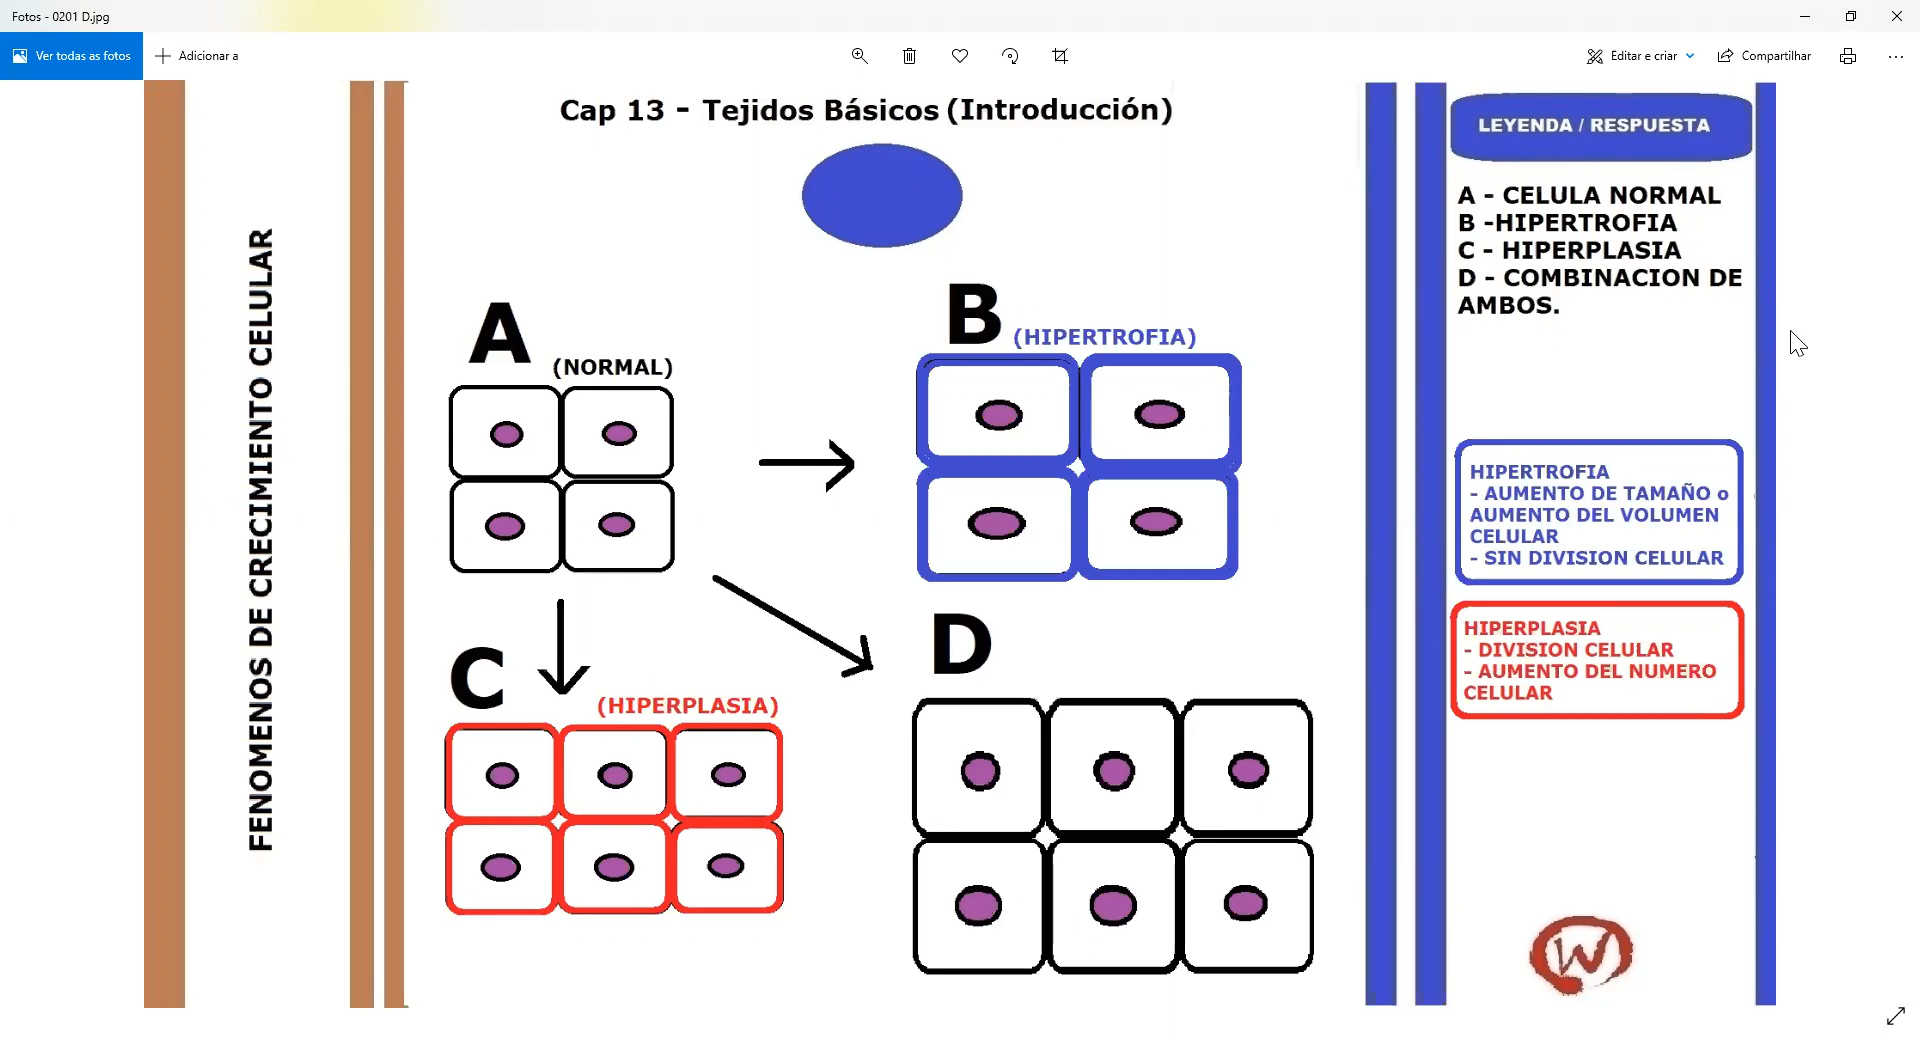 Fotos - 0201 D.jpg
Ver todas as fotos
Adicionar a
Editar e criar
Compartilhar
Cap 13 - Tejidos Básicos (Introducción)
FENOMENOS DE CRECIMIENTO CELULAR
A
(NORMAL)
B
(HIPERTROFIA)
C
(HIPERPLASIA)
D
LEYENDA / RESPUESTA
A - CELULA NORMAL
B -HIPERTROFIA
C - HIPERPLASIA
D - COMBINACION DE
AMBOS.
HIPERTROFIA
- AUMENTO DE TAMAÑO o
AUMENTO DEL VOLUMEN
CELULAR
- SIN DIVISION CELULAR
HIPERPLASIA
- DIVISION CELULAR
- AUMENTO DEL NUMERO
CELULAR
W